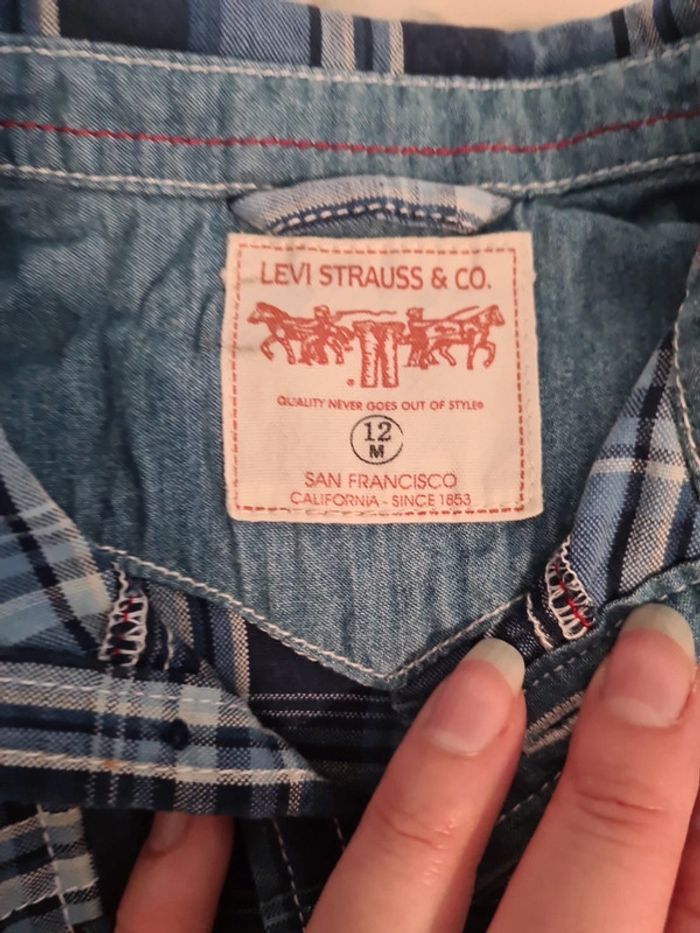 LEVI STRAUSS & CO.
QUALITY NEVER GOES OUT OF STYLE®
12
M
SAN FRANCISCO
CALIFORNIA - SINCE 1853